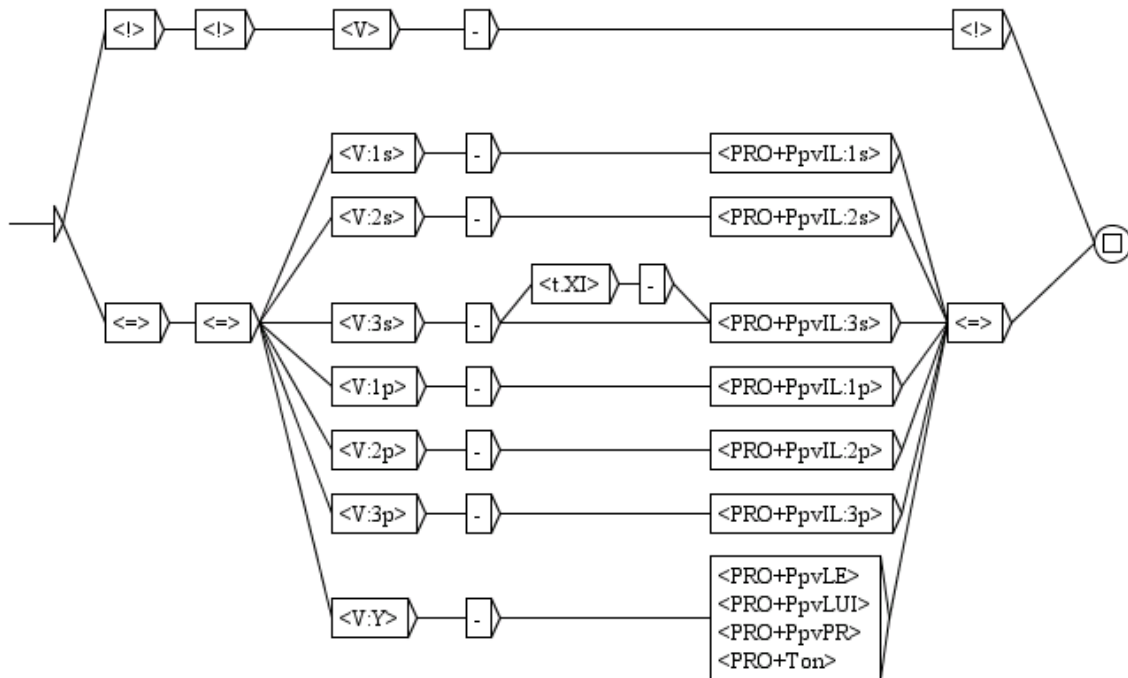 <!> <!> <V> - <!>
<V:1s> - <PRO+PpvIL:1s>
<V:2s> - <PRO+PpvIL:2s>
<t.XI> -
<=> <=> <V:3s> - <PRO+PpvIL:3s> <=>
<V:1p> - <PRO+PpvIL:1p>
<V:2p> - <PRO+PpvIL:2p>
<V:3p> - <PRO+PpvIL:3p>
<PRO+PpvLE>
<PRO+PpvLUI>
<V:Y> -
<PRO+PpvPR>
<PRO+Ton>